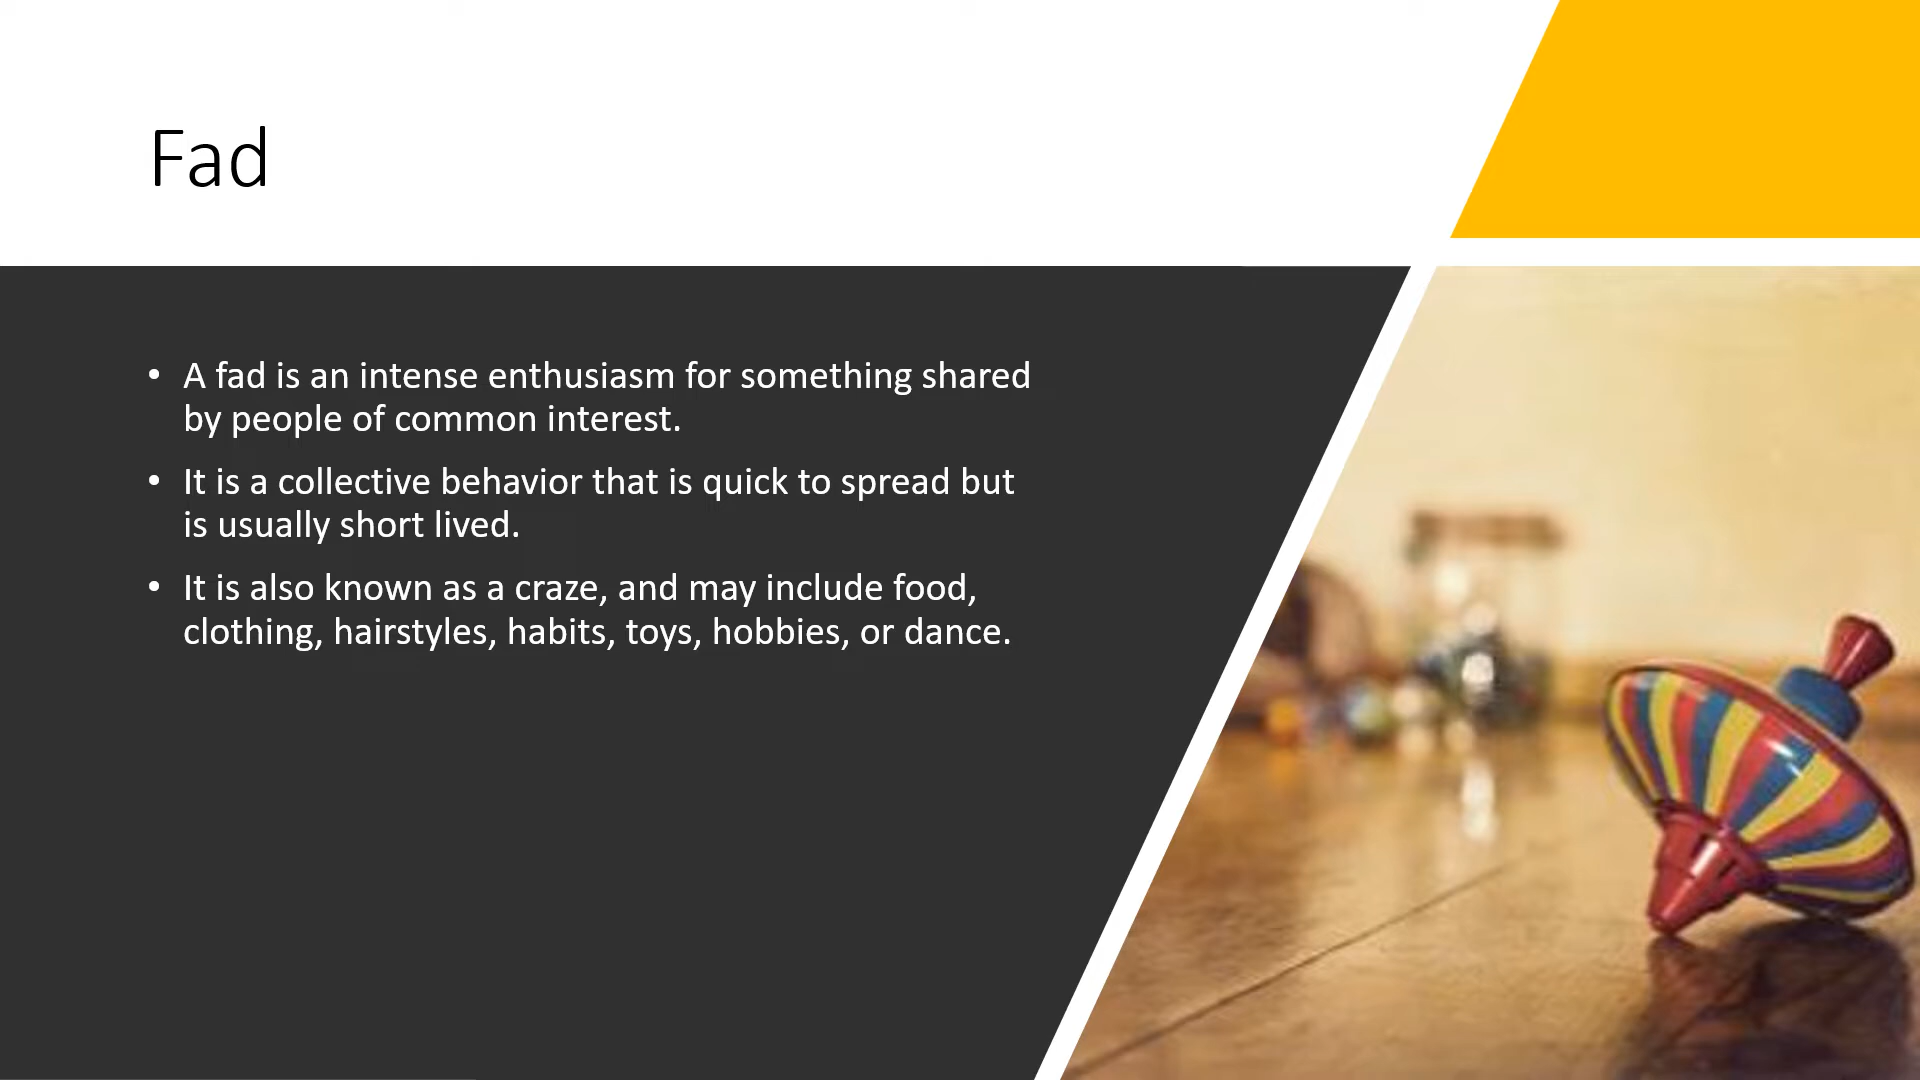 Fad
• A fad is an intense enthusiasm for something shared
by people of common interest.
• It is a collective behavior that is quick to spread but
is usually short lived.
• It is also known as a craze, and may include food,
clothing, hairstyles, habits, toys, hobbies, or dance.